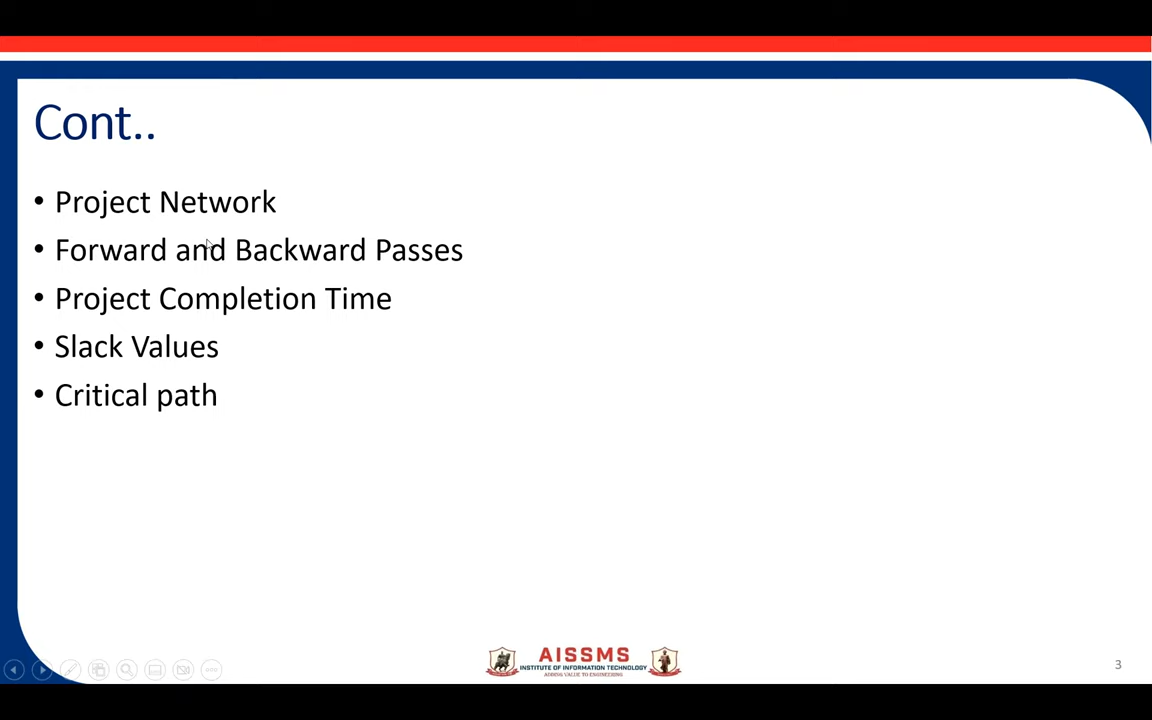 Cont..
• Project Network
• Forward and Backward Passes
• Project Completion Time
• Slack Values
• Critical path
AISSMS
INSTITUTE OF INFORMATION TECHNOLOGY
ADDING VALUE TO ENGINEERING
3